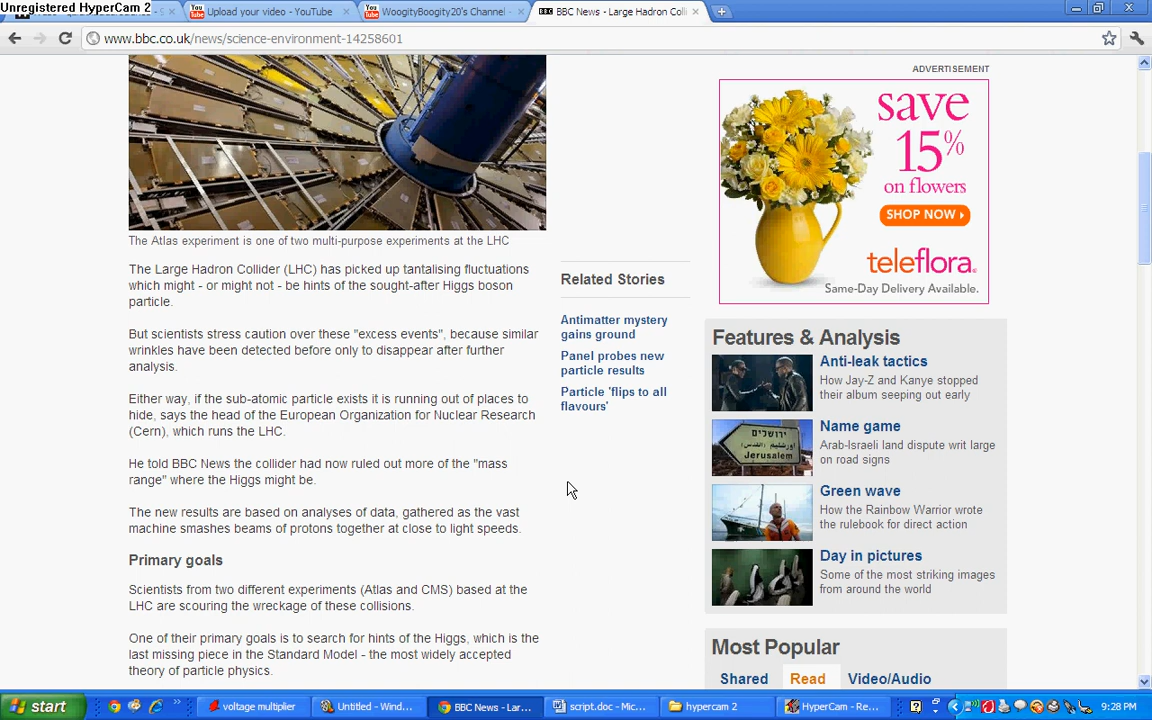 Unregistered HyperCam 2
Upload your video - YouTube
WoogityBoogity20's Channel
BBC News - Large Hadron Colli
www.bbc.co.uk/news/science-environment-14258601
The Atlas experiment is one of two multi-purpose experiments at the LHC
The Large Hadron Collider (LHC) has picked up tantalising fluctuations
which might - or might not - be hints of the sought-after Higgs boson
particle.
But scientists stress caution over these "excess events", because similar
wrinkles have been detected before only to disappear after further
analysis.
Either way, if the sub-atomic particle exists it is running out of places to
hide, says the head of the European Organization for Nuclear Research
(Cern), which runs the LHC.
He told BBC News the collider had now ruled out more of the "mass
range" where the Higgs might be.
The new results are based on analyses of data, gathered as the vast
machine smashes beams of protons together at close to light speeds.
Primary goals
Scientists from two different experiments (Atlas and CMS) based at the
LHC are scouring the wreckage of these collisions.
One of their primary goals is to search for hints of the Higgs, which is the
last missing piece in the Standard Model - the most widely accepted
theory of particle physics.
Related Stories
Antimatter mystery
gains ground
Panel probes new
particle results
Particle 'flips to all
flavours'
ADVERTISEMENT
save
15%
on flowers
SHOP NOW
teleflora.
Same-Day Delivery Available.
Features & Analysis
Anti-leak tactics
How Jay-Z and Kanye stopped
their album seeping out early
Name game
Arab-Israeli land dispute writ large
on road signs
ירושלים
Jerusalem
Green wave
How the Rainbow Warrior wrote
the rulebook for direct action
Day in pictures
Some of the most striking images
from around the world
Most Popular
Shared Read Video/Audio
start
voltage multiplier
Untitled - Wind...
BBC News - Lar...
script.doc - Mic...
hypercam 2
HyperCam - Re...
9:28 PM